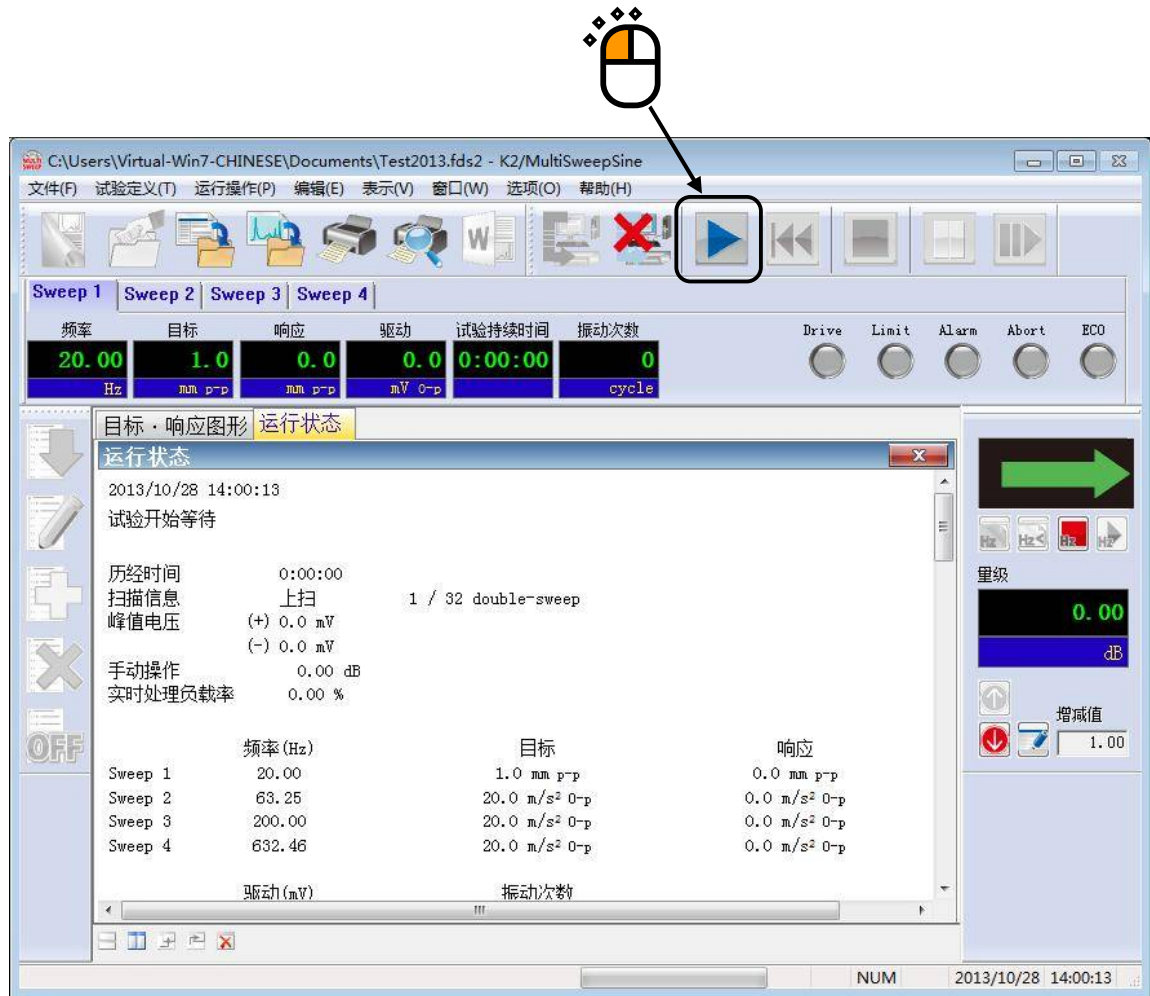 C:\Users\Virtual-Win7-CHINESE\Documents\Test2013.fds2 - K2/MultiSweepSine
文件(F) 试验定义(T) 运行操作(P) 编辑(E) 表示(V) 窗口(W) 选项(O) 帮助(H)
W
Sweep 1 Sweep 2 Sweep 3 Sweep 4
频率 目标 响应 驱动 试验持续时间 振动次数 Drive Limit Alarm Abort ECO
20.00 1.0 0.0 0.0 0:00:00 0
Hz mm p-p mm p-p mV 0-p cycle
目标・响应图形 运行状态
运行状态
2013/10/28 14:00:13
试验开始等待
历经时间 0:00:00
扫描信息 上扫 1 / 32 double-sweep
峰值电压 (+) 0.0 mV
(-) 0.0 mV
手动操作 0.00 dB
实时处理负载率 0.00 %
频率(Hz) 目标 响应
Sweep 1 20.00 1.0 mm p-p 0.0 mm p-p
Sweep 2 63.25 20.0 m/s² 0-p 0.0 m/s² 0-p
Sweep 3 200.00 20.0 m/s² 0-p 0.0 m/s² 0-p
Sweep 4 632.46 20.0 m/s² 0-p 0.0 m/s² 0-p
驱动(mV) 振动次数
OFF
Hz Hz< Hz Hz
量级
0.00
dB
增减值
1.00
NUM 2013/10/28 14:00:13